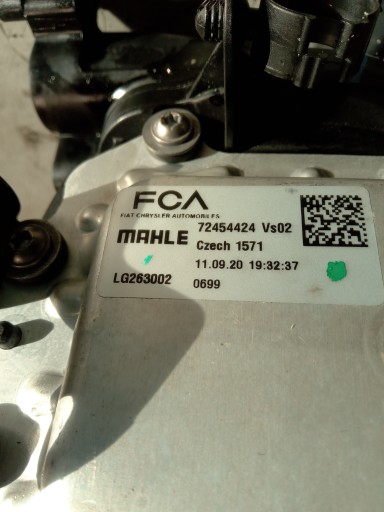 FCA
FIAT CHRYSLER AUTOMOBILES
MAHLE 72454424 Vs02
Czech 1571
11.09.20 19:32:37
LG263002 0699